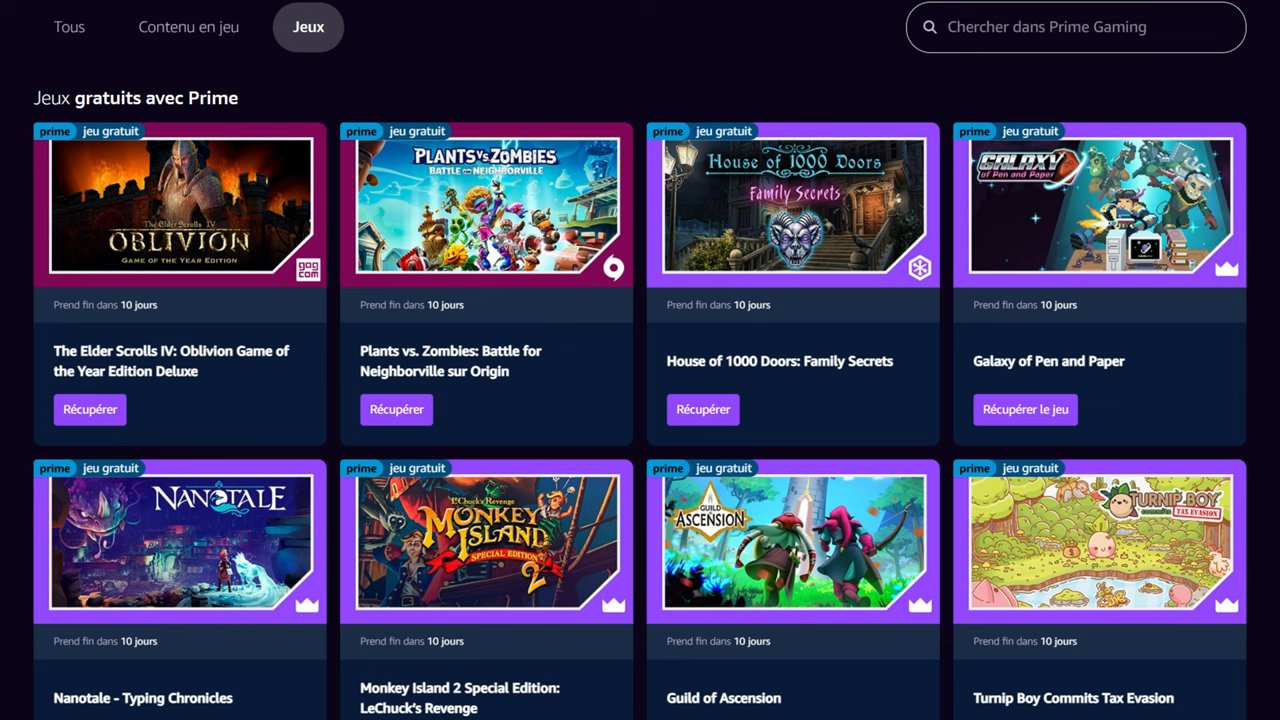 Tous
Contenu en jeu
Jeux
Chercher dans Prime Gaming
Jeux gratuits avec Prime
prime jeu gratuit
The Elder Scrolls IV
OBLIVION
GAME OF THE YEAR EDITION
gog
com
prime jeu gratuit
PLANTS VS. ZOMBIES
BATTLE FOR NEIGHBORVILLE
prime jeu gratuit
House of 1000 Doors
Family Secrets
prime jeu gratuit
GALAXY
of Pen and Paper
Prend fin dans 10 jours
Prend fin dans 10 jours
Prend fin dans 10 jours
Prend fin dans 10 jours
The Elder Scrolls IV: Oblivion Game of
the Year Edition Deluxe
Plants vs. Zombies: Battle for
Neighborville sur Origin
House of 1000 Doors: Family Secrets
Galaxy of Pen and Paper
Récupérer
Récupérer
Récupérer
Récupérer le jeu
prime jeu gratuit
NANOTALE
prime jeu gratuit
LeChuck's Revenge
MONKEY
ISLAND
SPECIAL EDITION
2
prime jeu gratuit
GUILD
of
ASCENSION
prime jeu gratuit
TURNIP BOY
commits TAX EVASION
Prend fin dans 10 jours
Prend fin dans 10 jours
Prend fin dans 10 jours
Prend fin dans 10 jours
Nanotale - Typing Chronicles
Monkey Island 2 Special Edition:
LeChuck's Revenge
Guild of Ascension
Turnip Boy Commits Tax Evasion